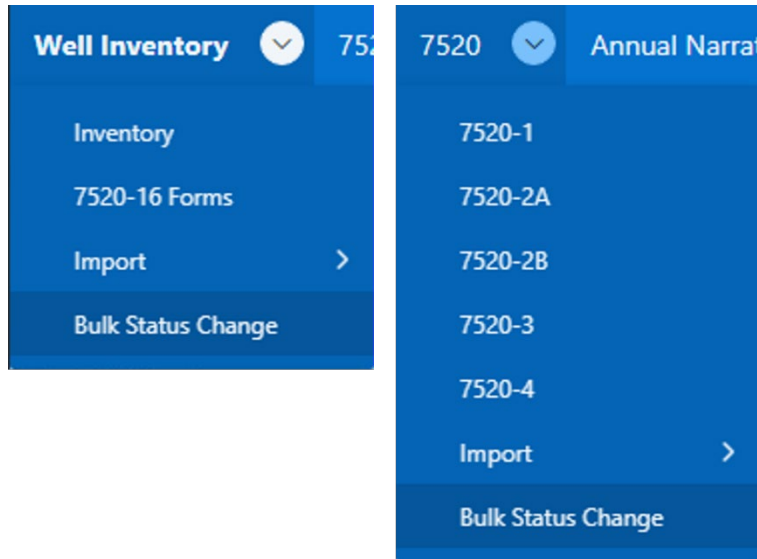 Well Inventory
Inventory
7520-16 Forms
Import
Bulk Status Change
7520
Annual
7520-1
7520-2A
7520-2B
7520-3
7520-4
Import
Bulk Status Change